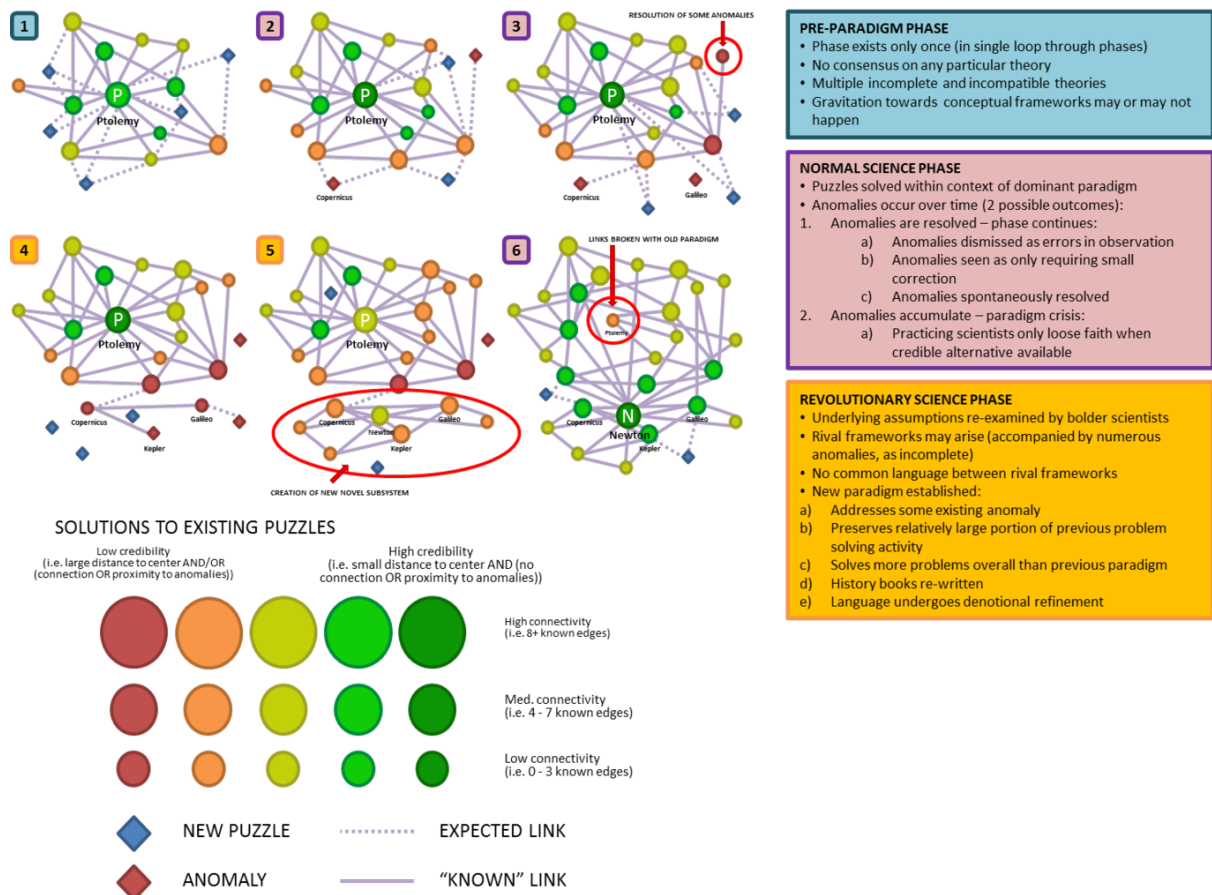 1
P
Ptolemy
2
P
Ptolemy
Copernicus
3
RESOLUTION OF SOME ANOMALIES
P
Ptolemy
Copernicus
Galileo
4
P
Ptolemy
Copernicus
Galileo
Kepler
5
P
Ptolemy
Copernicus
Galileo
Newton
Kepler
CREATION OF NEW NOVEL SUBSYSTEM
6
LINKS BROKEN WITH OLD PARADIGM
Ptolemy
Copernicus
N
Galileo
Newton
Kepler
PRE-PARADIGM PHASE
• Phase exists only once (in single loop through phases)
• No consensus on any particular theory
• Multiple incomplete and incompatible theories
• Gravitation towards conceptual frameworks may or may not
happen
NORMAL SCIENCE PHASE
• Puzzles solved within context of dominant paradigm
• Anomalies occur over time (2 possible outcomes):
1. Anomalies are resolved – phase continues:
a) Anomalies dismissed as errors in observation
b) Anomalies seen as only requiring small
correction
c) Anomalies spontaneously resolved
2. Anomalies accumulate – paradigm crisis:
a) Practicing scientists only loose faith when
credible alternative available
REVOLUTIONARY SCIENCE PHASE
• Underlying assumptions re-examined by bolder scientists
• Rival frameworks may arise (accompanied by numerous
anomalies, as incomplete)
• No common language between rival frameworks
• New paradigm established:
a) Addresses some existing anomaly
b) Preserves relatively large portion of previous problem
solving activity
c) Solves more problems overall than previous paradigm
d) History books re-written
e) Language undergoes denotional refinement
SOLUTIONS TO EXISTING PUZZLES
Low credibility
(i.e. large distance to center AND/OR
(connection OR proximity to anomalies))
High credibility
(i.e. small distance to center AND (no
connection OR proximity to anomalies))
High connectivity
(i.e. 8+ known edges)
Med. connectivity
(i.e. 4 - 7 known edges)
Low connectivity
(i.e. 0 - 3 known edges)
NEW PUZZLE
EXPECTED LINK
ANOMALY
“KNOWN” LINK